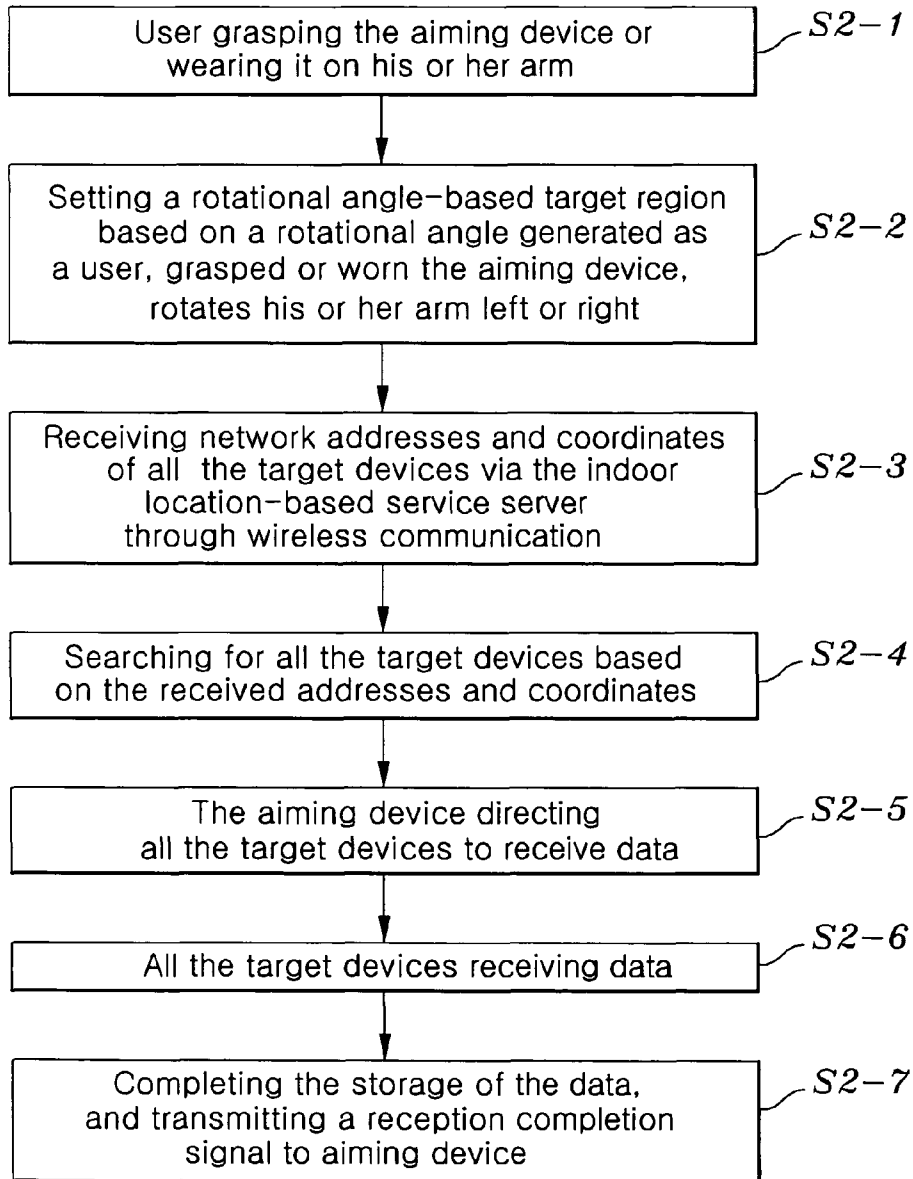 User grasping the aiming device or
wearing it on his or her arm
S2-1
Setting a rotational angle-based target region
based on a rotational angle generated as
a user, grasped or worn the aiming device,
rotates his or her arm left or right
S2-2
Receiving network addresses and coordinates
of all the target devices via the indoor
location-based service server
through wireless communication
S2-3
Searching for all the target devices based
on the received addresses and coordinates
S2-4
The aiming device directing
all the target devices to receive data
S2-5
All the target devices receiving data
S2-6
Completing the storage of the data,
and transmitting a reception completion
signal to aiming device
S2-7